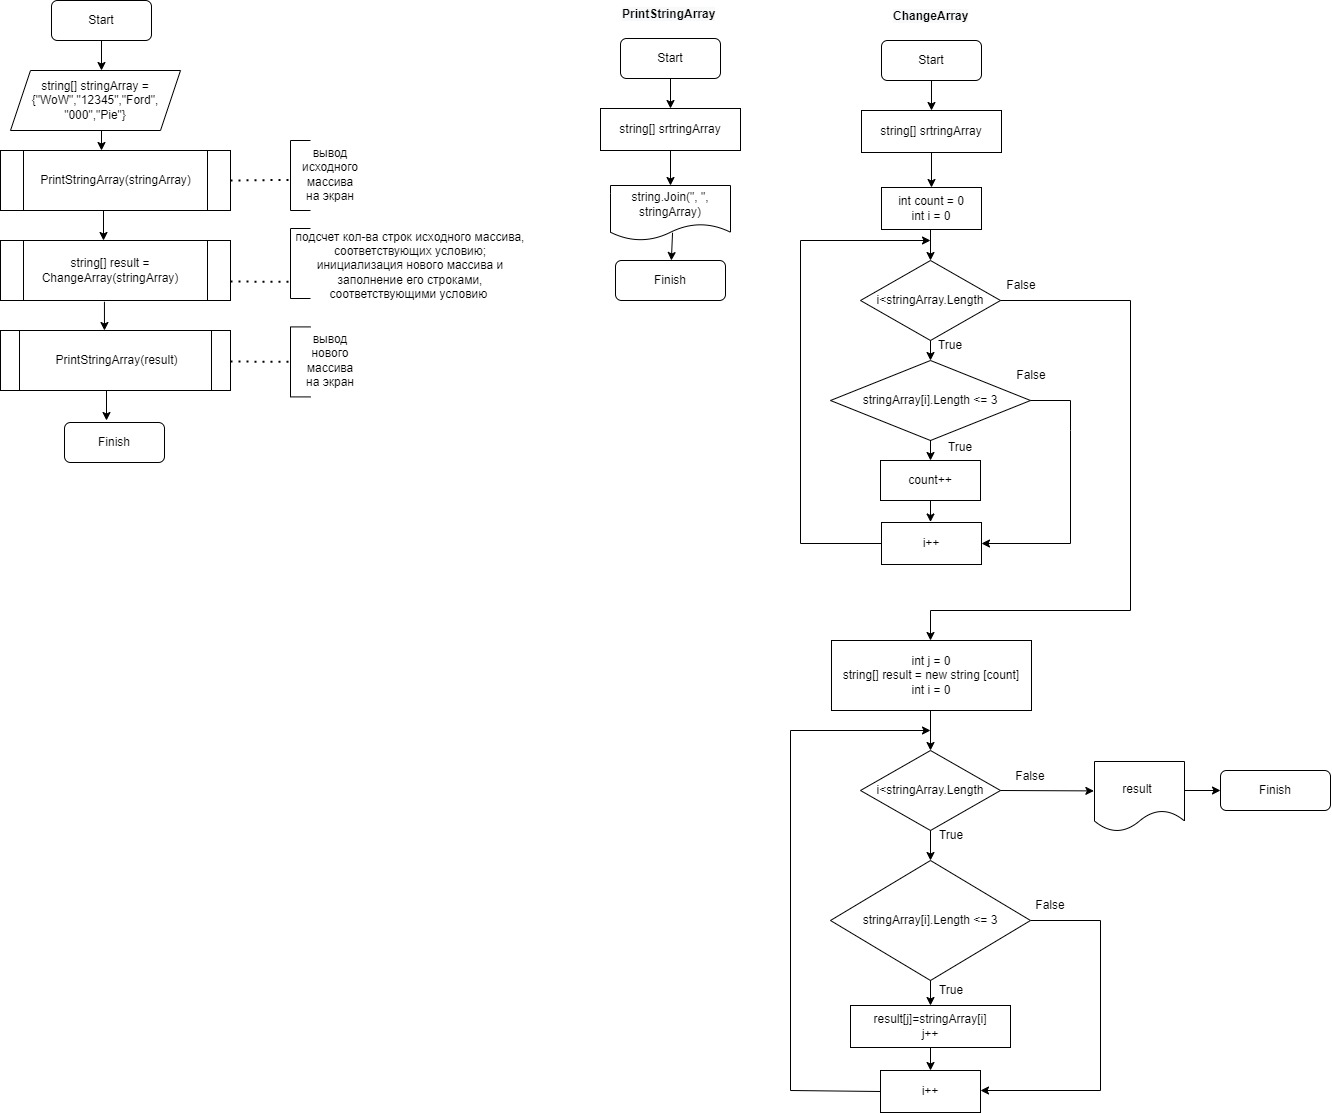 Start
string[] stringArray =
{"WoW","12345","Ford",
"000","Pie"}
PrintStringArray(stringArray)
вывод
исходного
массива
на экран
string[] result =
ChangeArray(stringArray)
подсчет кол-ва строк исходного массива,
соответствующих условию;
инициализация нового массива и
заполнение его строками,
соответствующими условию
PrintStringArray(result)
вывод
нового
массива
на экран
Finish
PrintStringArray
Start
string[] srtringArray
string.Join(", ",
stringArray)
Finish
ChangeArray
Start
string[] srtringArray
int count = 0
int i = 0
i<stringArray.Length
False
True
stringArray[i].Length <= 3
False
True
count++
i++
int j = 0
string[] result = new string [count]
int i = 0
i<stringArray.Length
False
result
Finish
True
stringArray[i].Length <= 3
False
True
result[j]=stringArray[i]
j++
i++